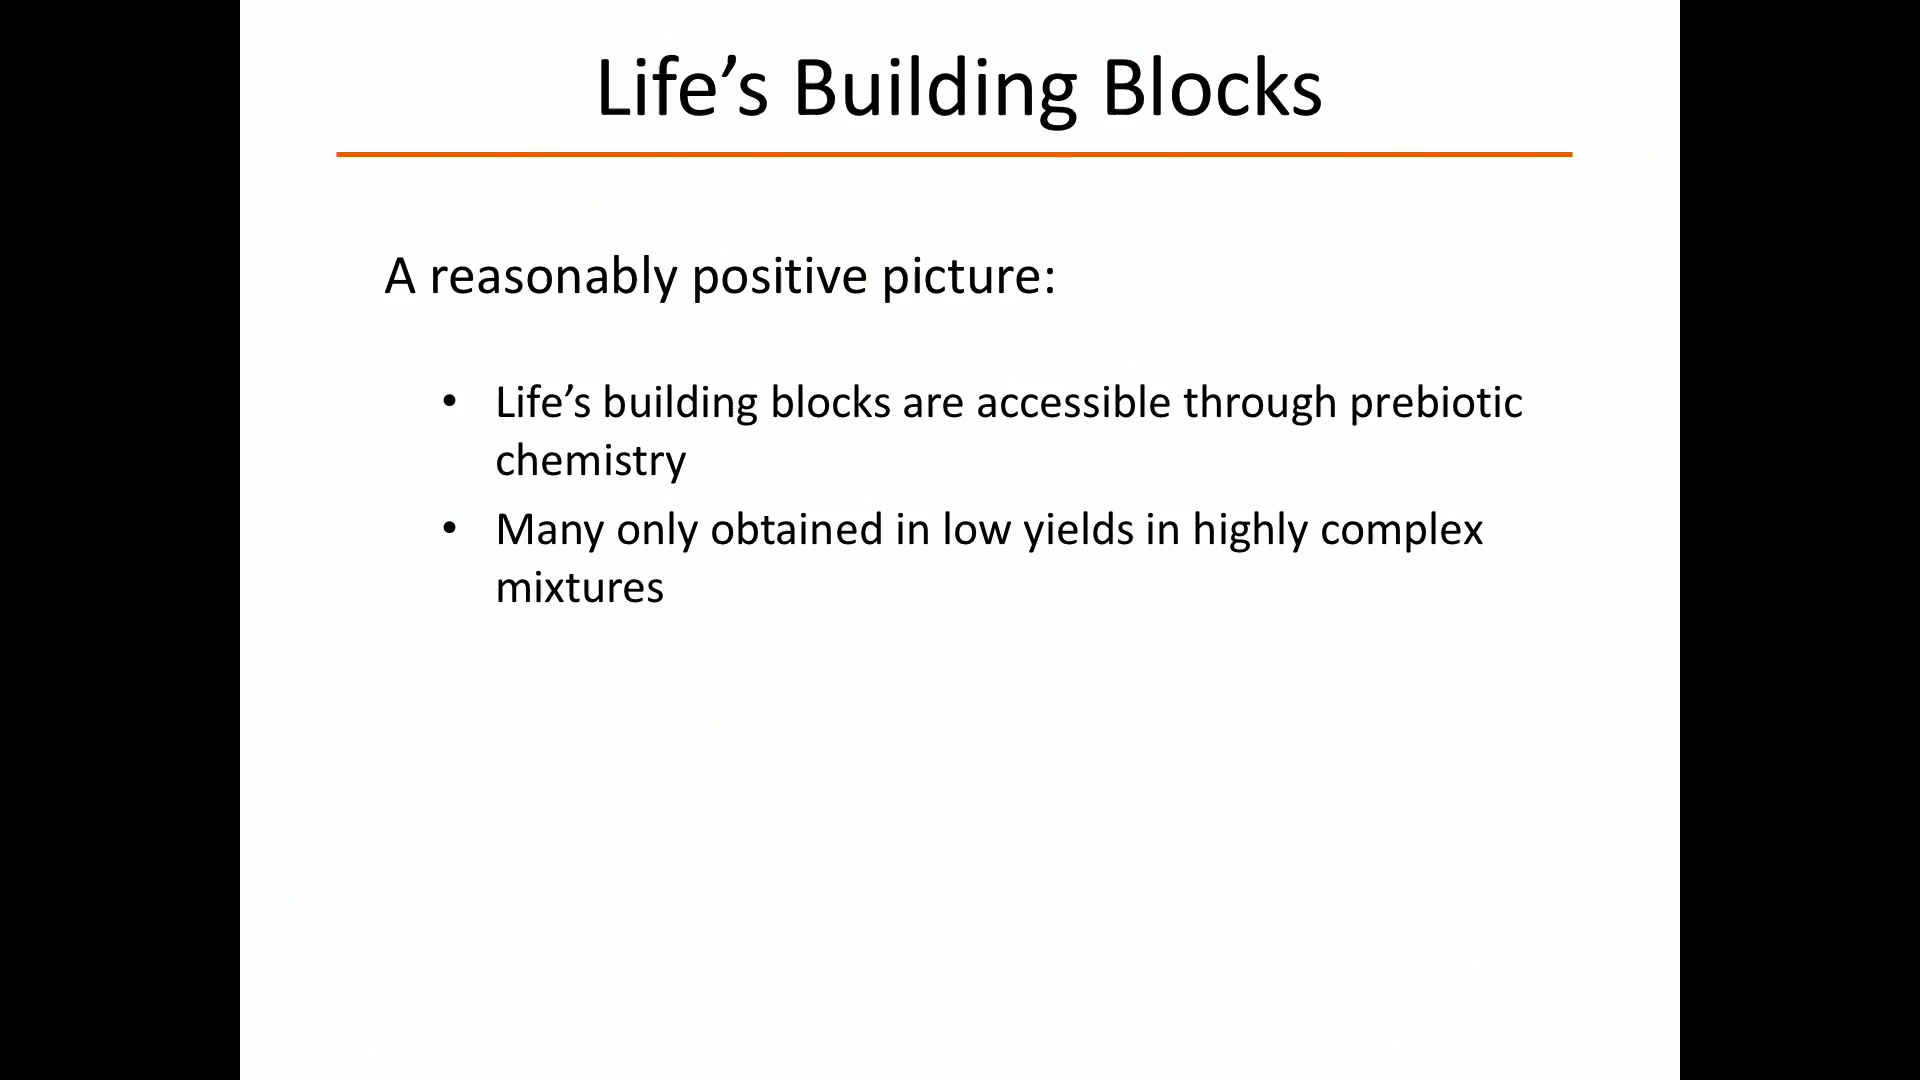 Life’s Building Blocks
A reasonably positive picture:
• Life’s building blocks are accessible through prebiotic
chemistry
• Many only obtained in low yields in highly complex
mixtures